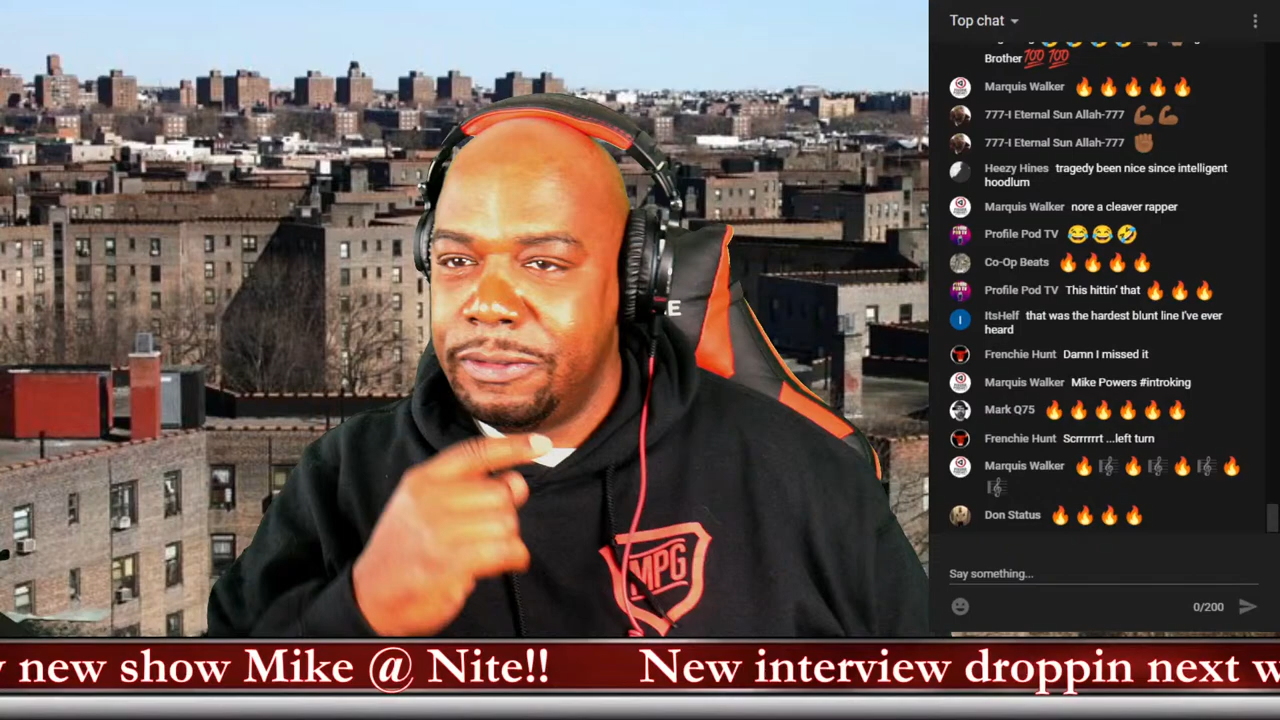 Top chat
Brother💯 💯
Marquis Walker 🔥 🔥 🔥 🔥 🔥
777-I Eternal Sun Allah-777 💪🏾 💪🏾
777-I Eternal Sun Allah-777 ✊🏾
Heezy Hines tragedy been nice since intelligent
hoodlum
Marquis Walker nore a cleaver rapper
Profile Pod TV 😂 😂 🤣
Co-Op Beats 🔥 🔥 🔥 🔥
Profile Pod TV This hittin' that 🔥 🔥 🔥
ItsHelf that was the hardest blunt line I've ever
heard
Frenchie Hunt Damn I missed it
Marquis Walker Mike Powers #introking
Mark Q75 🔥 🔥 🔥 🔥 🔥
Frenchie Hunt Scrrrrrrt ...left turn
Marquis Walker 🔥 🎼 🔥 🎼 🔥 🎼 🔥
🎼
Don Status 🔥 🔥 🔥 🔥
Say something...
0/200
E
MPG
new show Mike @ Nite!! New interview droppin next